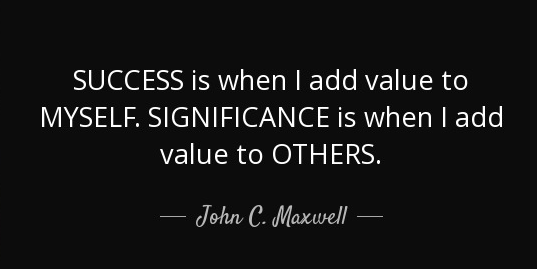 SUCCESS is when I add value to
MYSELF. SIGNIFICANCE is when I add
value to OTHERS.
John C. Maxwell